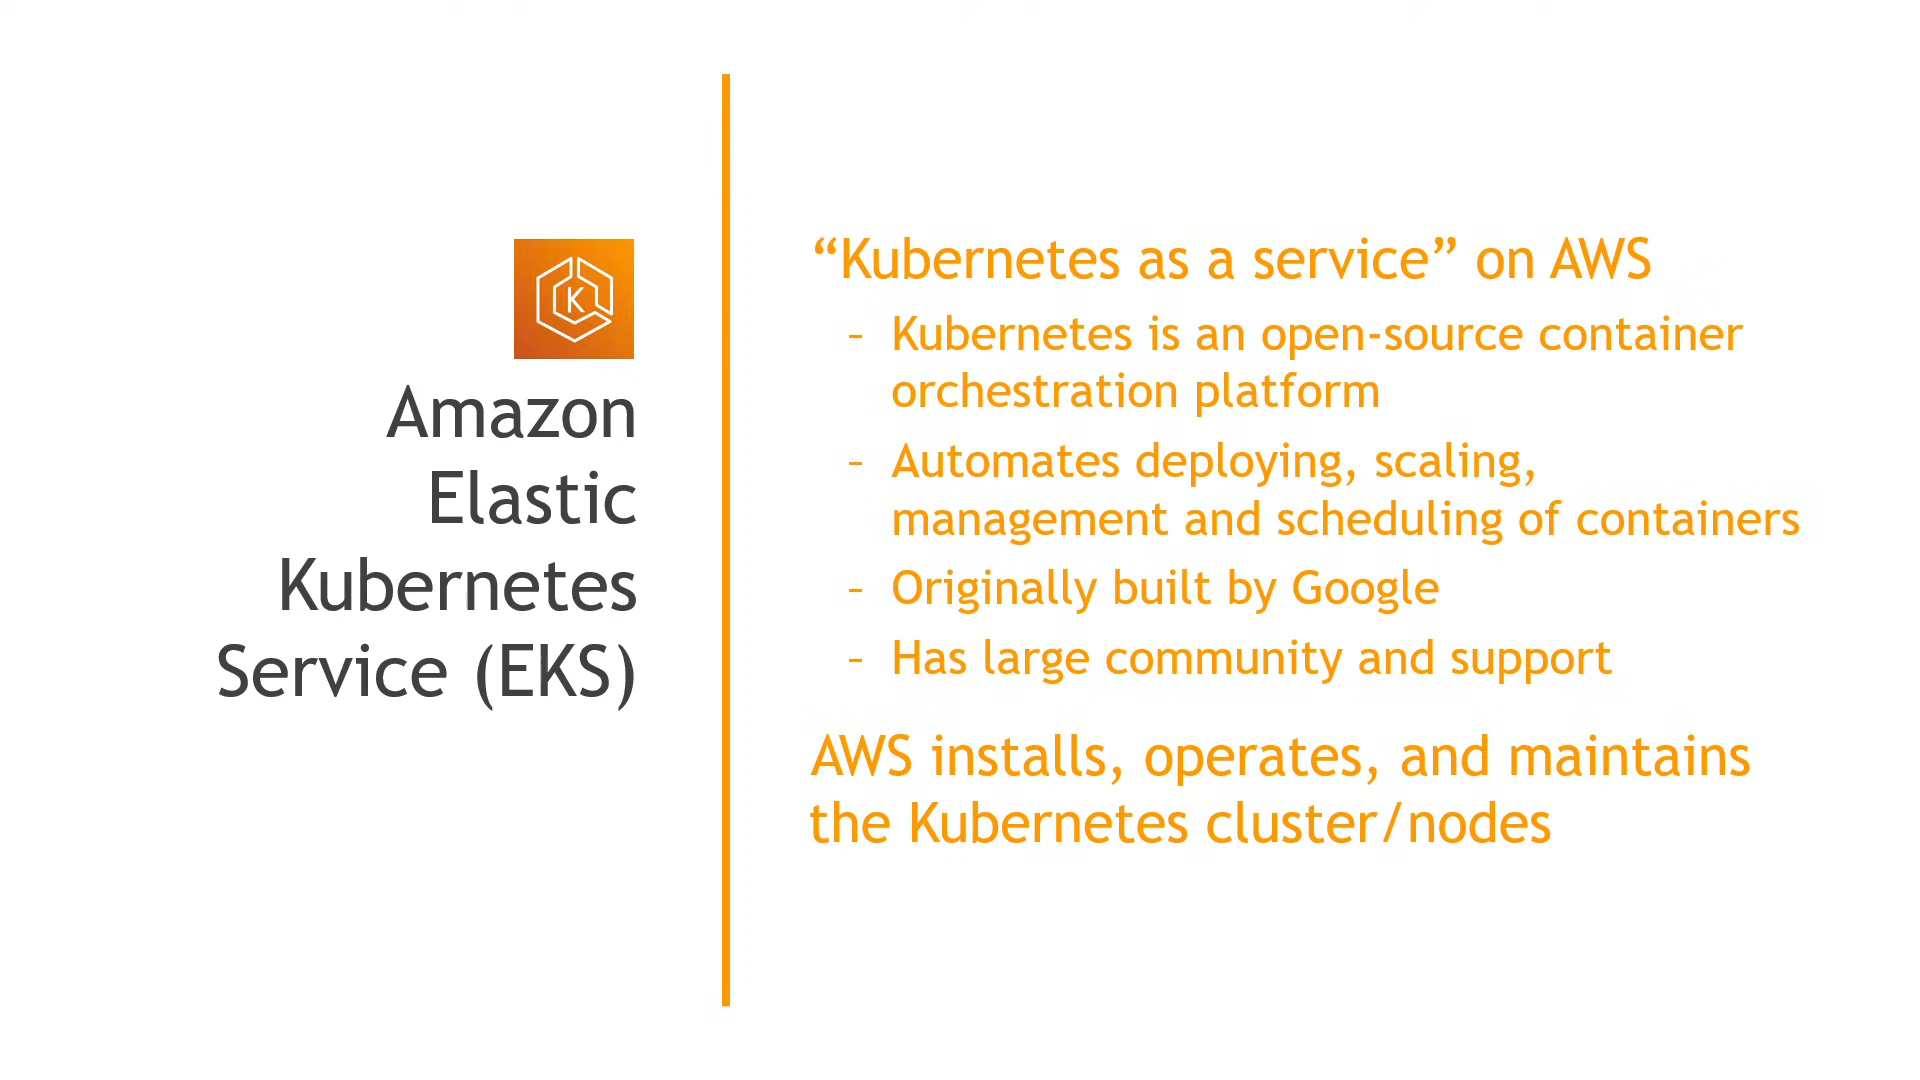 K
Amazon
Elastic
Kubernetes
Service (EKS)
“Kubernetes as a service” on AWS
– Kubernetes is an open-source container
orchestration platform
– Automates deploying, scaling,
management and scheduling of containers
– Originally built by Google
– Has large community and support
AWS installs, operates, and maintains
the Kubernetes cluster/nodes